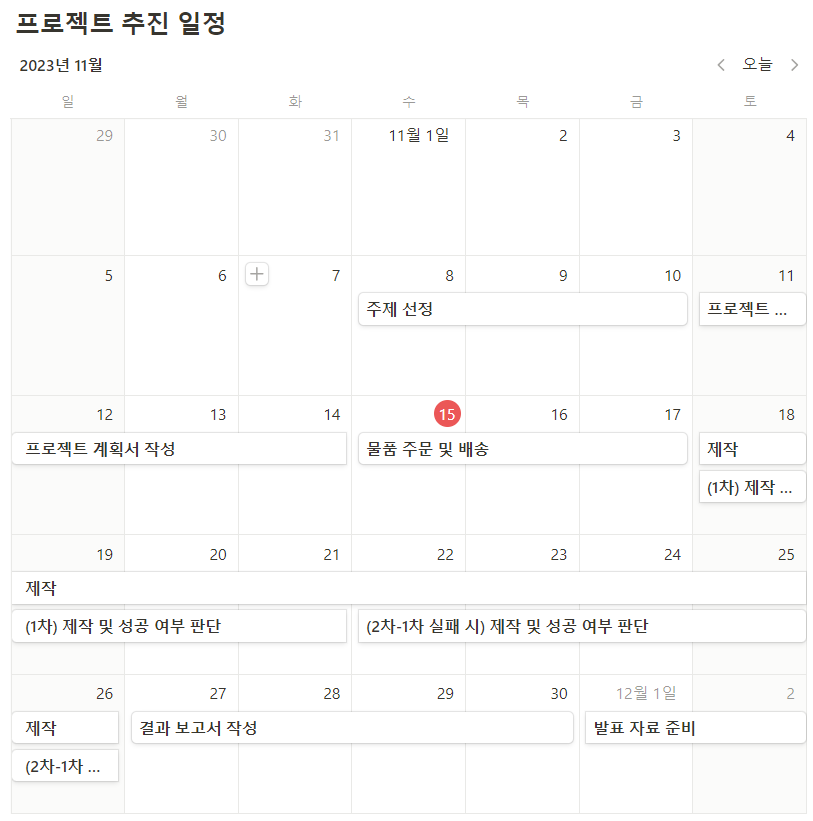 프로젝트 추진 일정
2023년 11월
오늘
일 월 화 수 목 금 토
29 30 31 11월 1일 2 3 4
5 6 7 8 9 10 11
주제 선정 프로젝트 ...
12 13 14 15 16 17 18
프로젝트 계획서 작성 물품 주문 및 배송 제작
(1차) 제작 ...
19 20 21 22 23 24 25
제작
(1차) 제작 및 성공 여부 판단 (2차-1차 실패 시) 제작 및 성공 여부 판단
26 27 28 29 30 12월 1일 2
제작 결과 보고서 작성 발표 자료 준비
(2차-1차 ...